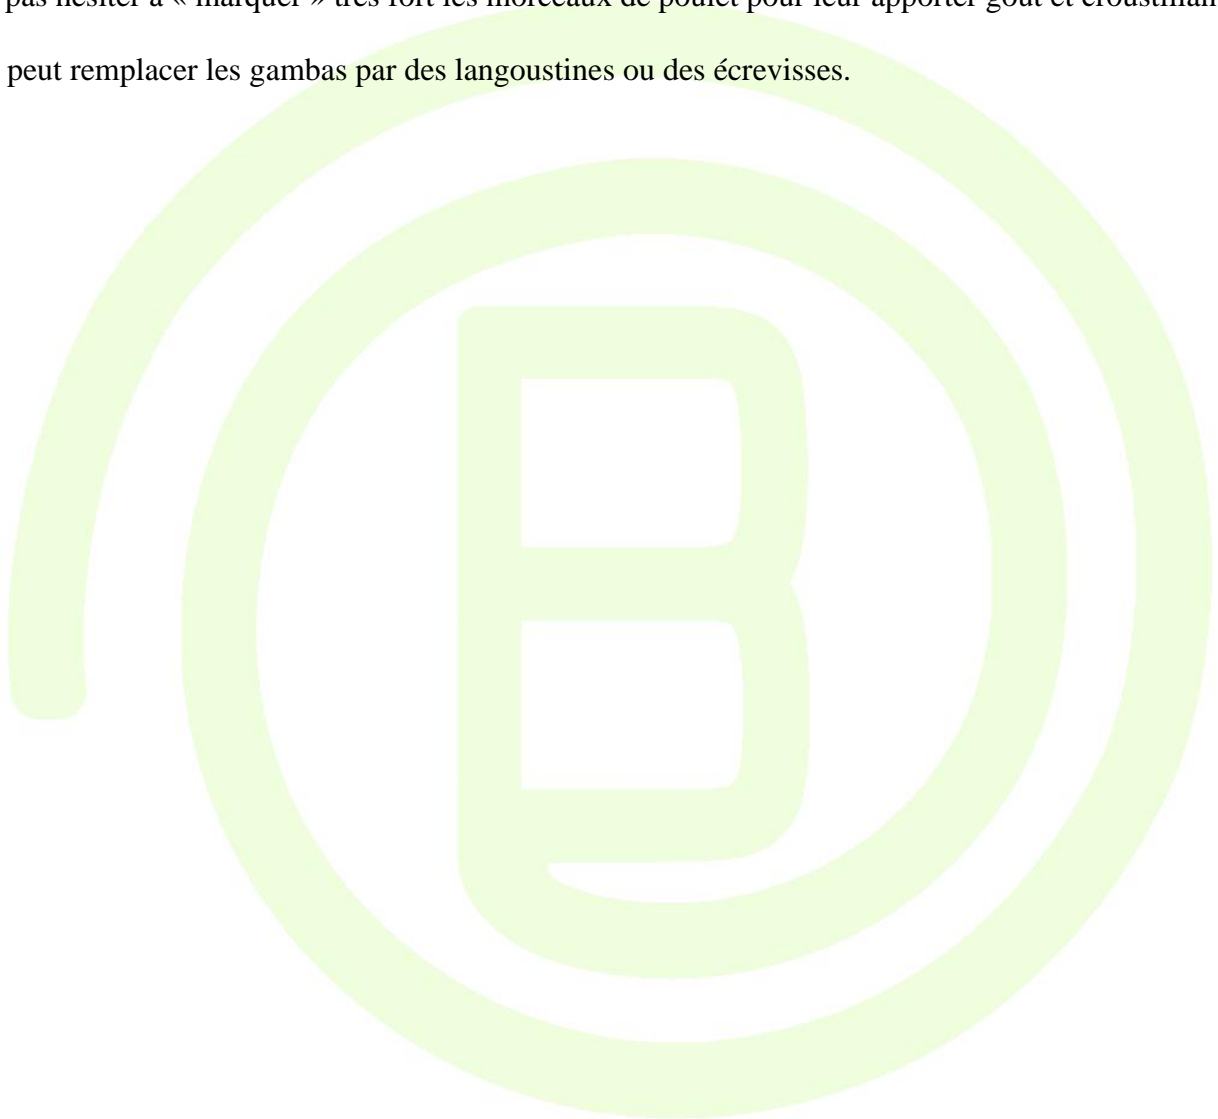 pas hésiter à « marquer » très fort les morceaux de poulet pour leur apporter goût et croustillan
peut remplacer les gambas par des langoustines ou des écrevisses.
B